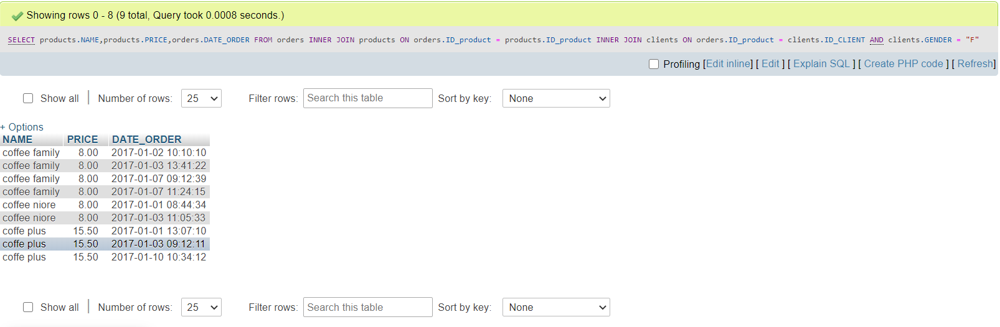 Showing rows 0 - 8 (9 total, Query took 0.0008 seconds.)
SELECT products.NAME,products.PRICE,orders.DATE_ORDER FROM orders INNER JOIN products ON orders.ID_product = products.ID_product INNER JOIN clients ON orders.ID_product = clients.ID_CLIENT AND clients.GENDER = "F"
Profiling [Edit inline] [ Edit ] [ Explain SQL ] [ Create PHP code ] [ Refresh]
Show all | Number of rows: 25 Filter rows: Search this table Sort by key: None
+ Options
NAME PRICE DATE_ORDER
coffee family 8.00 2017-01-02 10:10:10
coffee family 8.00 2017-01-03 13:41:22
coffee family 8.00 2017-01-07 09:12:39
coffee family 8.00 2017-01-07 11:24:15
coffee niore 8.00 2017-01-01 08:44:34
coffee niore 8.00 2017-01-03 11:05:33
coffe plus 15.50 2017-01-01 13:07:10
coffe plus 15.50 2017-01-03 09:12:11
coffe plus 15.50 2017-01-10 10:34:12
Show all | Number of rows: 25 Filter rows: Search this table Sort by key: None